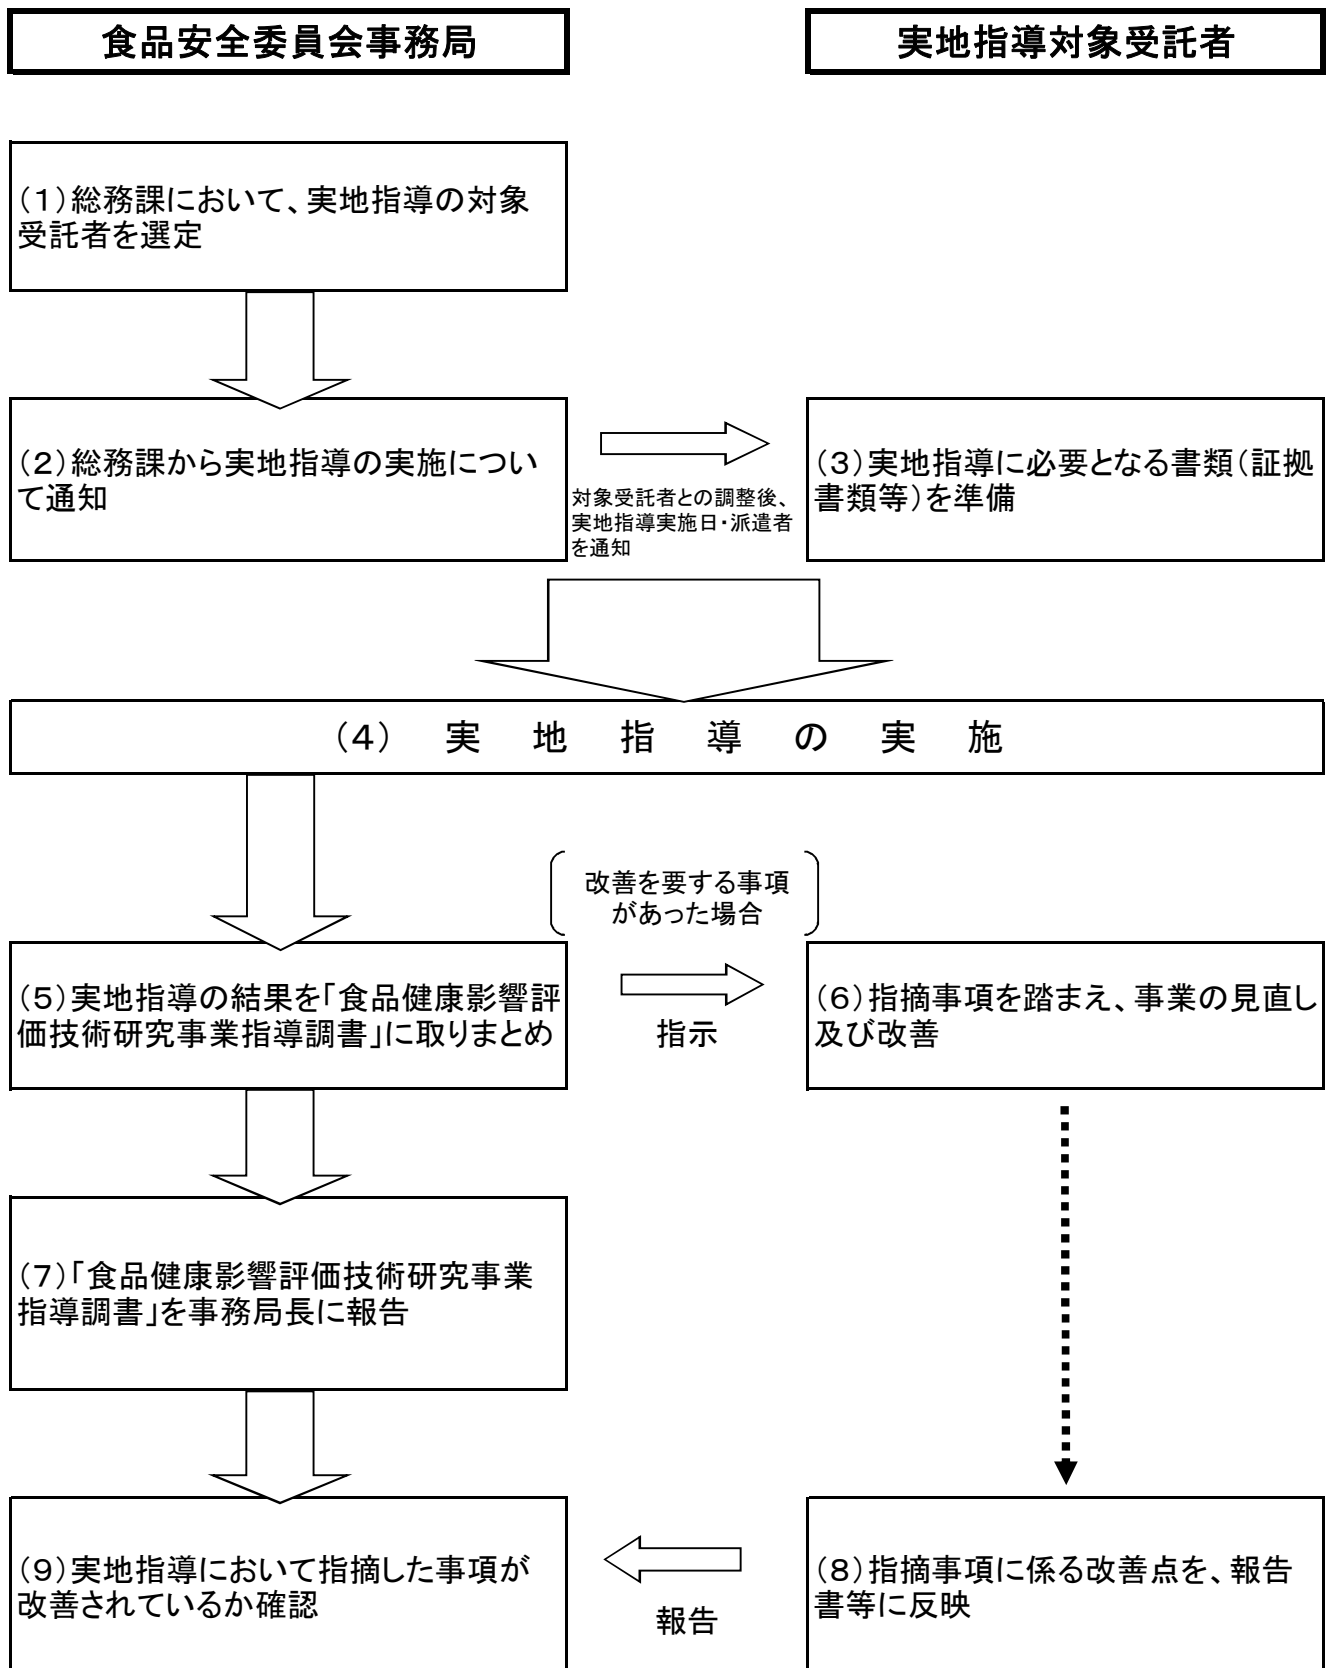 食品安全委員会事務局
実地指導対象受託者
(1)総務課において、実地指導の対象
受託者を選定
(2)総務課から実地指導の実施につい
て通知
対象受託者との調整後、
実地指導実施日・派遣者
を通知
(3)実地指導に必要となる書類(証拠
書類等)を準備
(4) 実 地 指 導 の 実 施
改善を要する事項
があった場合
(5)実地指導の結果を「食品健康影響評
価技術研究事業指導調書」に取りまとめ
指示
(6)指摘事項を踏まえ、事業の見直し
及び改善
(7)「食品健康影響評価技術研究事業
指導調書」を事務局長に報告
(9)実地指導において指摘した事項が
改善されているか確認
報告
(8)指摘事項に係る改善点を、報告
書等に反映